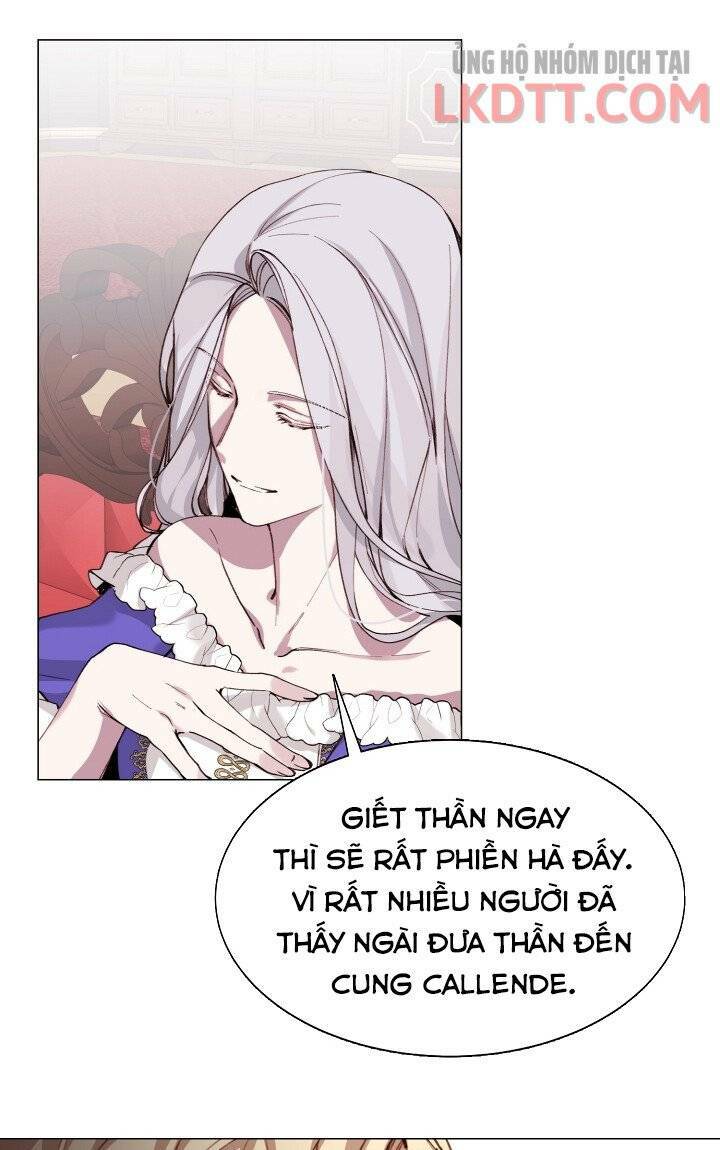 ỦNG HỘ NHÓM DỊCH TẠI
LKDTT.COM
GIẾT THẦN NGAY
THÌ SẼ RẤT PHIỀN HÀ ĐẤY.
VÌ RẤT NHIỀU NGƯỜI ĐÃ
THẤY NGÀI ĐƯA THẦN ĐẾN
CUNG CALLENDE.